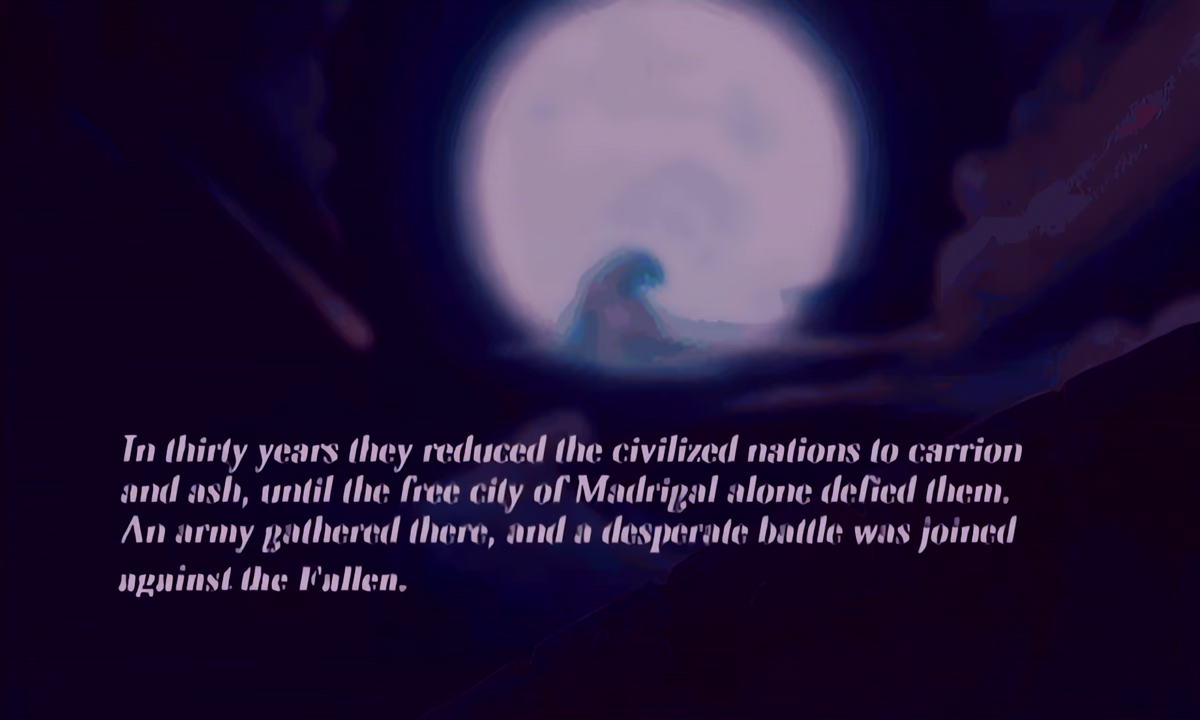 In thirty years they reduced the civilized nations to carrion
and ash, until the free city of Madrigal alone defied them.
An army gathered there, and a desperate battle was joined
against the Fallen.